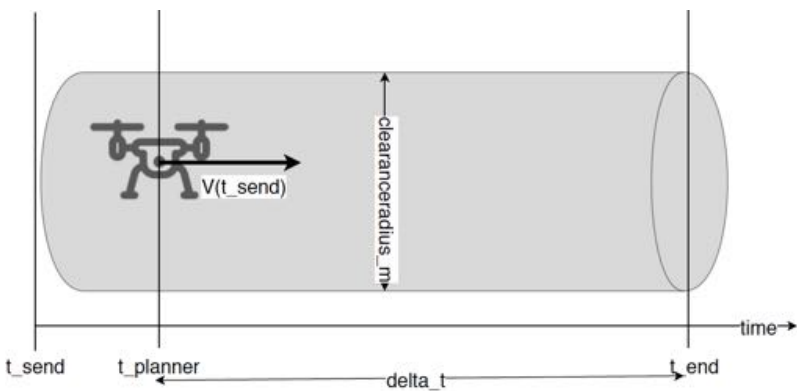 clearanceradius_m
V(t_send)
time
t_send
t_planner
t_end
delta_t